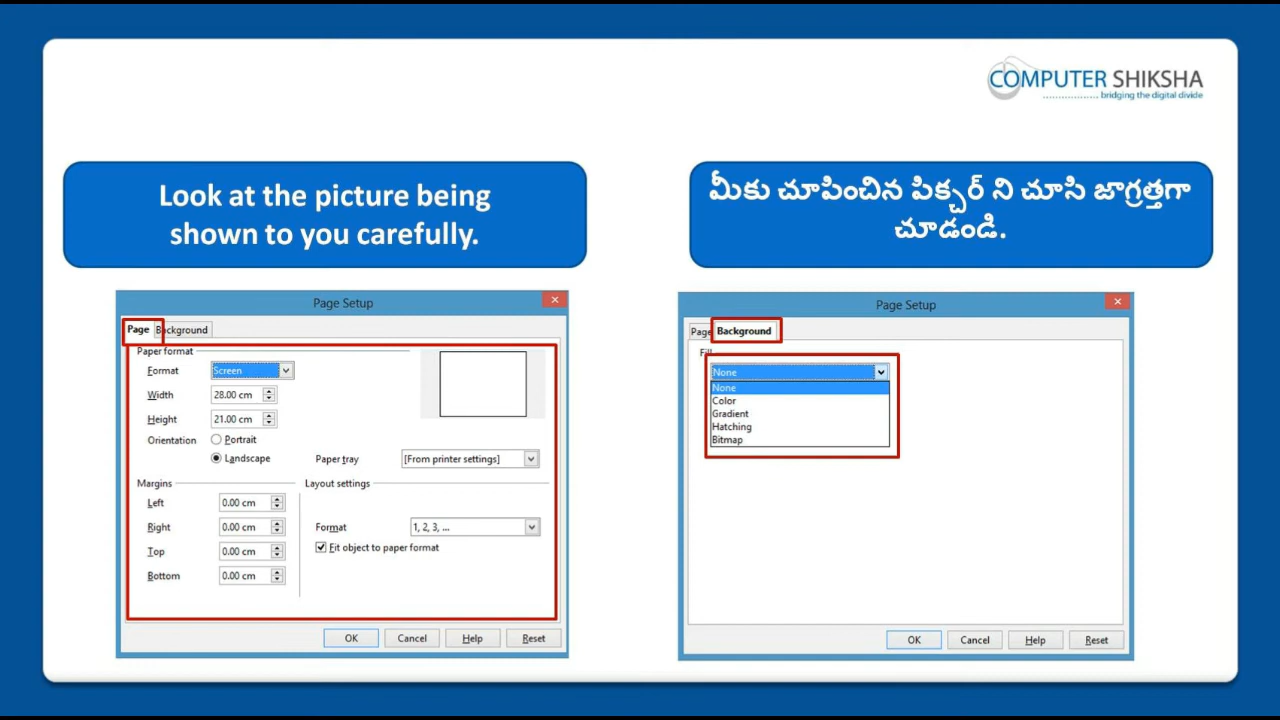 COMPUTER SHIKSHA
bridging the digital divide
Look at the picture being
shown to you carefully.
మీకు చూపించిన పిక్చర్ ని చూసి జాగ్రత్తగా
చూడండి.
Page Setup
Page Background
Paper format
Format Screen
Width 28.00 cm
Height 21.00 cm
Orientation Portrait
Landscape Paper tray [From printer settings]
Margins Layout settings
Left 0.00 cm
Right 0.00 cm Format 1, 2, 3, ...
Top 0.00 cm Fit object to paper format
Bottom 0.00 cm
OK Cancel Help Reset
Page Setup
Page Background
Fill
None
None
Color
Gradient
Hatching
Bitmap
OK Cancel Help Reset